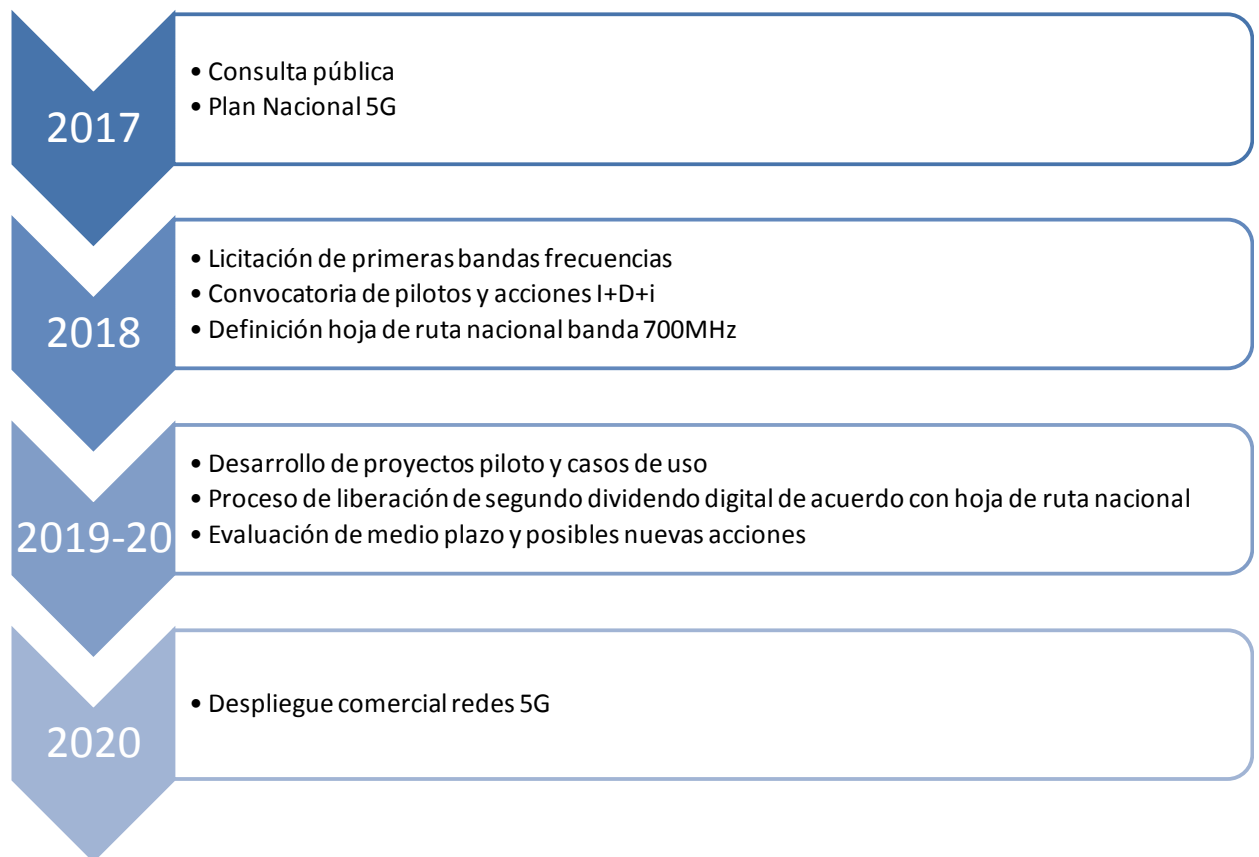 2017
• Consulta pública
• Plan Nacional 5G
2018
• Licitación de primeras bandas frecuencias
• Convocatoria de pilotos y acciones I+D+i
• Definición hoja de ruta nacional banda 700MHz
2019-20
• Desarrollo de proyectos piloto y casos de uso
• Proceso de liberación de segundo dividendo digital de acuerdo con hoja de ruta nacional
• Evaluación de medio plazo y posibles nuevas acciones
2020
• Despliegue comercial redes 5G